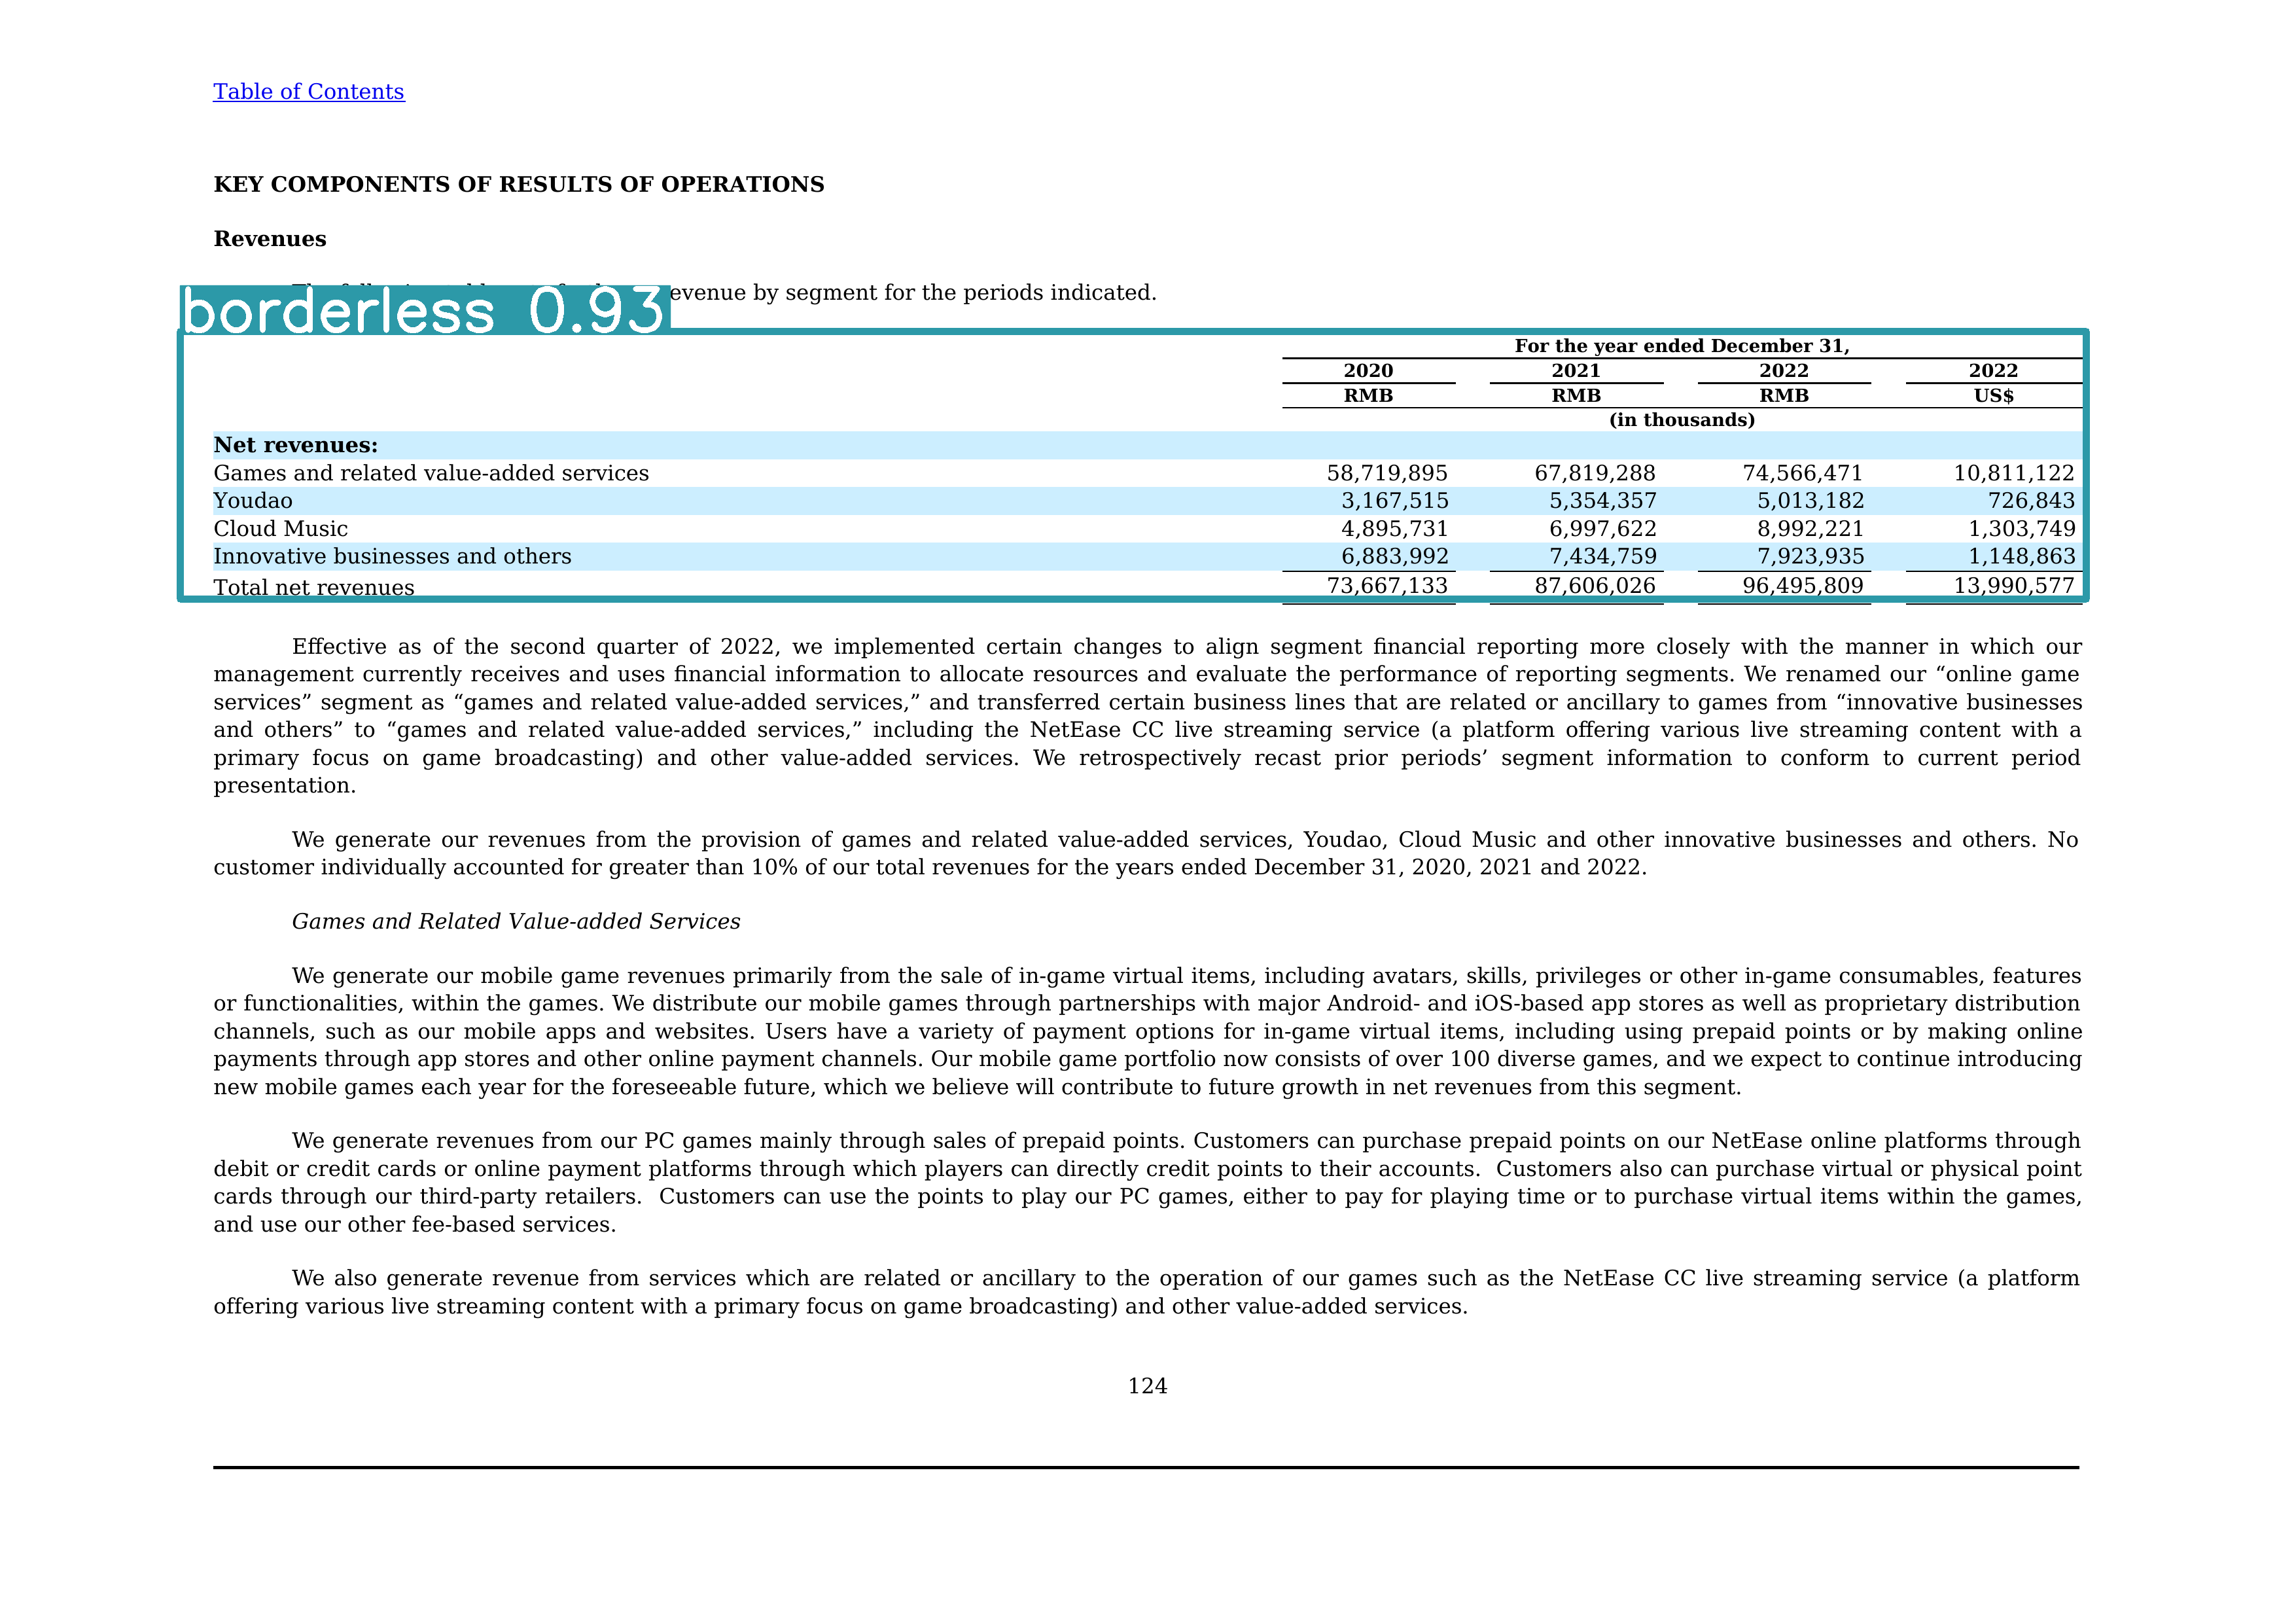 Table of Contents
KEY COMPONENTS OF RESULTS OF OPERATIONS
Revenues
borderless 0.93
evenue by segment for the periods indicated.
For the year ended December 31,
2020 2021 2022 2022
RMB RMB RMB US$
(in thousands)
Net revenues:
Games and related value-added services 58,719,895 67,819,288 74,566,471 10,811,122
Youdao 3,167,515 5,354,357 5,013,182 726,843
Cloud Music 4,895,731 6,997,622 8,992,221 1,303,749
Innovative businesses and others 6,883,992 7,434,759 7,923,935 1,148,863
Total net revenues 73,667,133 87,606,026 96,495,809 13,990,577
Effective as of the second quarter of 2022, we implemented certain changes to align segment financial reporting more closely with the manner in which our
management currently receives and uses financial information to allocate resources and evaluate the performance of reporting segments. We renamed our “online game
services” segment as “games and related value-added services,” and transferred certain business lines that are related or ancillary to games from “innovative businesses
and others” to “games and related value-added services,” including the NetEase CC live streaming service (a platform offering various live streaming content with a
primary focus on game broadcasting) and other value-added services. We retrospectively recast prior periods’ segment information to conform to current period
presentation.
We generate our revenues from the provision of games and related value-added services, Youdao, Cloud Music and other innovative businesses and others. No
customer individually accounted for greater than 10% of our total revenues for the years ended December 31, 2020, 2021 and 2022.
Games and Related Value-added Services
We generate our mobile game revenues primarily from the sale of in-game virtual items, including avatars, skills, privileges or other in-game consumables, features
or functionalities, within the games. We distribute our mobile games through partnerships with major Android- and iOS-based app stores as well as proprietary distribution
channels, such as our mobile apps and websites. Users have a variety of payment options for in-game virtual items, including using prepaid points or by making online
payments through app stores and other online payment channels. Our mobile game portfolio now consists of over 100 diverse games, and we expect to continue introducing
new mobile games each year for the foreseeable future, which we believe will contribute to future growth in net revenues from this segment.
We generate revenues from our PC games mainly through sales of prepaid points. Customers can purchase prepaid points on our NetEase online platforms through
debit or credit cards or online payment platforms through which players can directly credit points to their accounts. Customers also can purchase virtual or physical point
cards through our third-party retailers. Customers can use the points to play our PC games, either to pay for playing time or to purchase virtual items within the games,
and use our other fee-based services.
We also generate revenue from services which are related or ancillary to the operation of our games such as the NetEase CC live streaming service (a platform
offering various live streaming content with a primary focus on game broadcasting) and other value-added services.
124